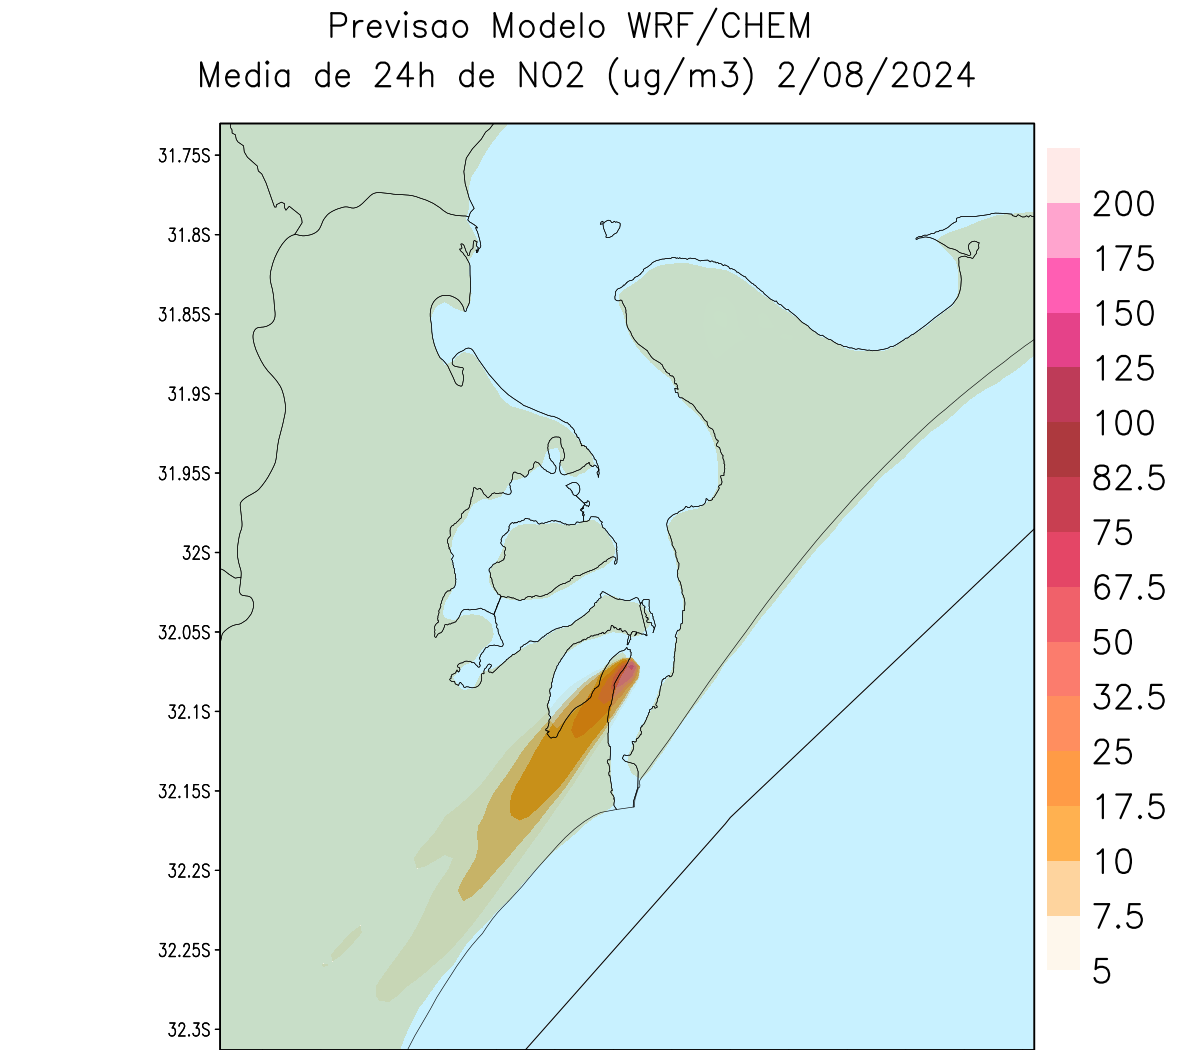 Previsao Modelo WRF/CHEM
Media de 24h de NO2 (ug/m3) 2/08/2024
31.75S
31.8S
31.85S
31.9S
31.95S
32S
32.05S
32.1S
32.15S
32.2S
32.25S
32.3S
200
175
150
125
100
82.5
75
67.5
50
32.5
25
17.5
10
7.5
5